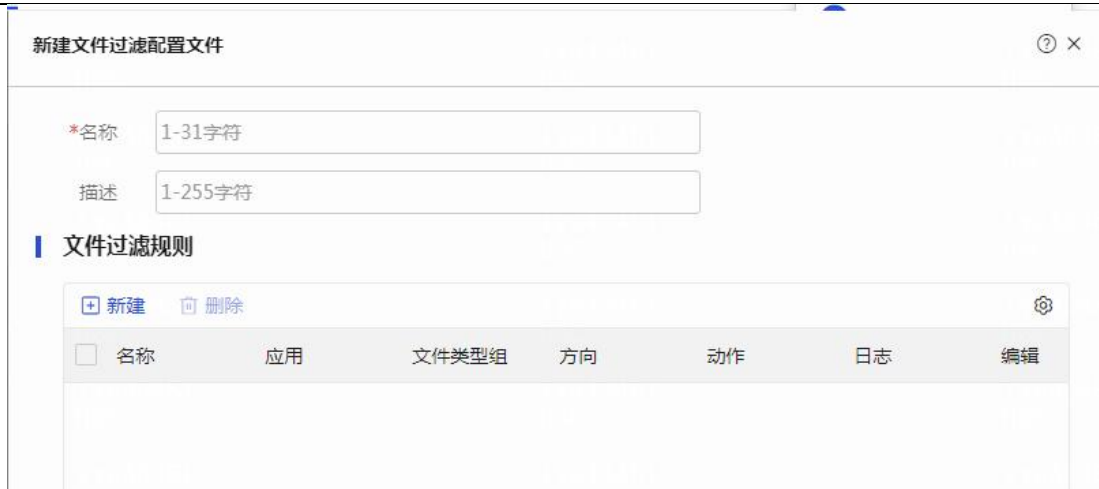 新建文件过滤配置文件
*名称 1-31字符
描述 1-255字符
文件过滤规则
新建 删除
名称 应用 文件类型组 方向 动作 日志 编辑